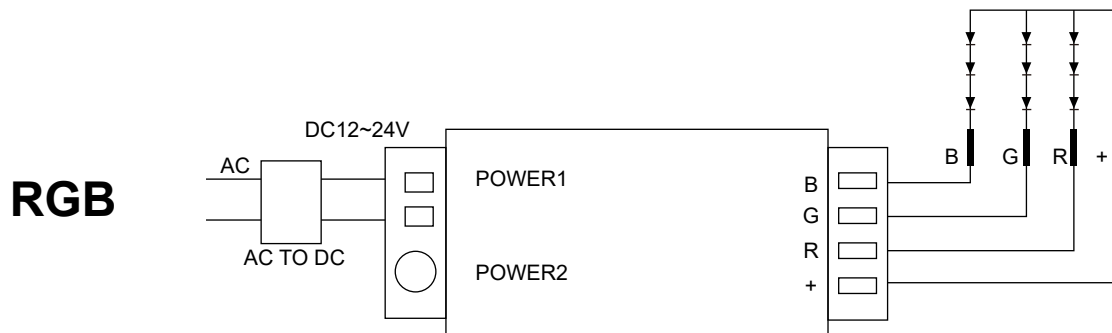 RGB
AC
AC TO DC
DC12~24V
POWER1
POWER2
B
G
R
+
B G R +